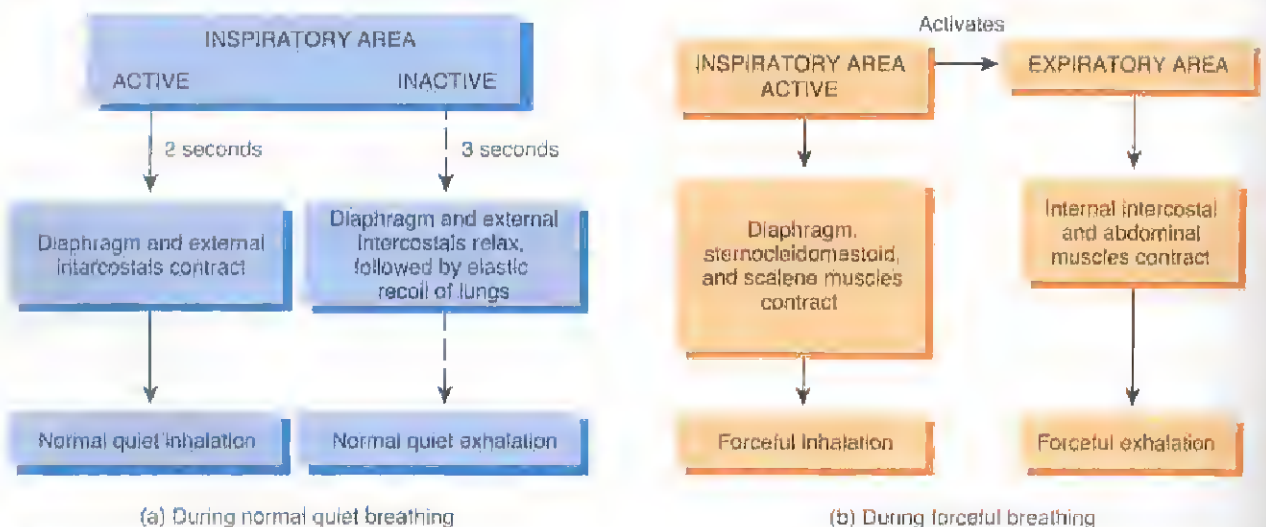 INSPIRATORY AREA
ACTIVE
INACTIVE
2 seconds
3 seconds
Diaphragm and external
intercostals contract
Diaphragm and external
intercostals relax,
followed by elastic
recoil of lungs
Normal quiet inhalation
Normal quiet exhalation
(a) During normal quiet breathing
Activates
INSPIRATORY AREA
ACTIVE
EXPIRATORY AREA
Diaphragm,
sternocleidomastoid,
and scalene muscles
contract
Internal intercostal
and abdominal
muscles contract
Forceful inhalation
Forceful exhalation
(b) During forceful breathing